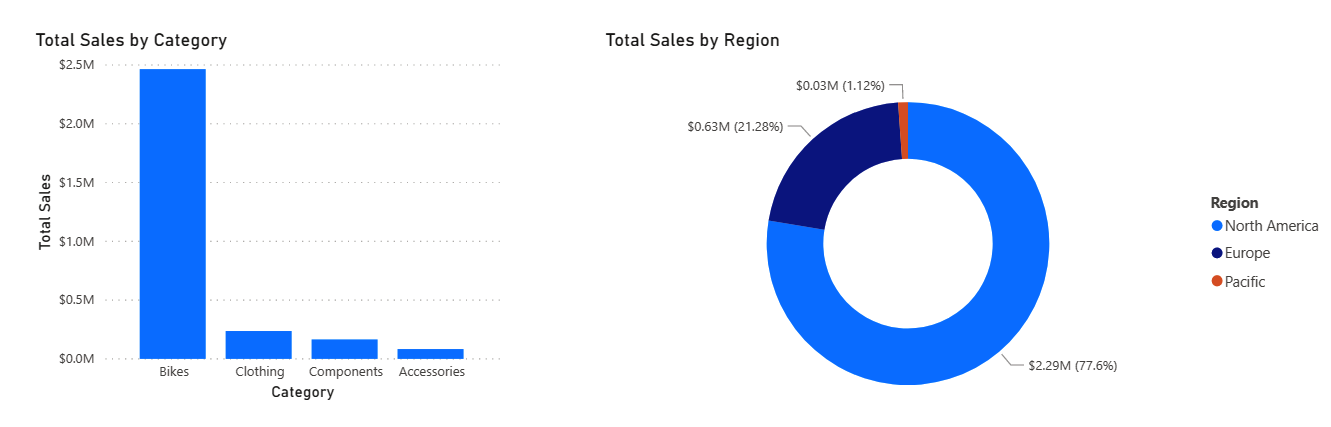 Total Sales by Category
$2.5M
$2.0M
$1.5M
$1.0M
$0.5M
$0.0M
Total Sales
Bikes
Clothing
Components
Accessories
Category
Total Sales by Region
$0.03M (1.12%)
$0.63M (21.28%)
$2.29M (77.6%)
Region
North America
Europe
Pacific